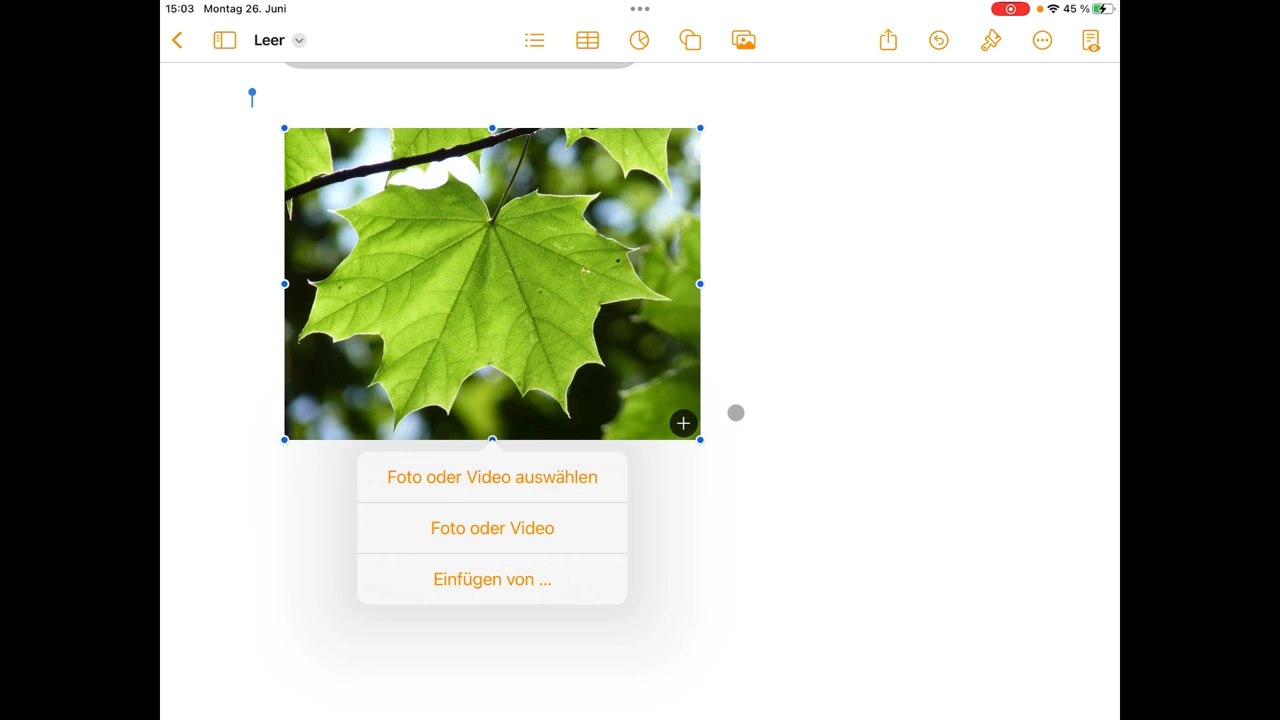 15:03 Montag 26. Juni
45 %
Leer
Foto oder Video auswählen
Foto oder Video
Einfügen von ...